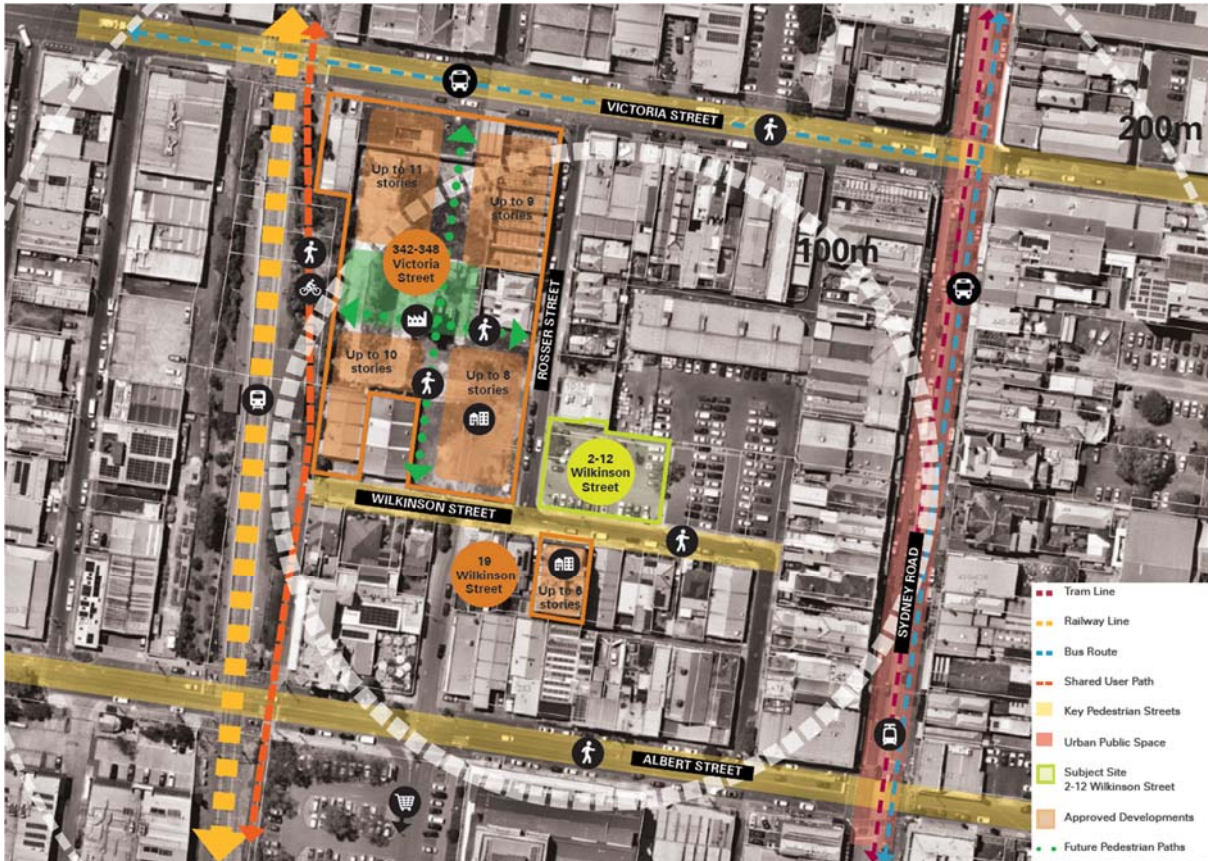 VICTORIA STREET
200m
Up to 11
stories
Up to 9
stories
342-348
Victoria
Street
100m
ROSSER STREET
Up to 10
stories
Up to 8
stories
2-12
Wilkinson
Street
WILKINSON STREET
19
Wilkinson
Street
Up to 6
stories
SYDNEY ROAD
ALBERT STREET
Tram Line
Railway Line
Bus Route
Shared User Path
Key Pedestrian Streets
Urban Public Space
Subject Site
2-12 Wilkinson Street
Approved Developments
Future Pedestrian Paths